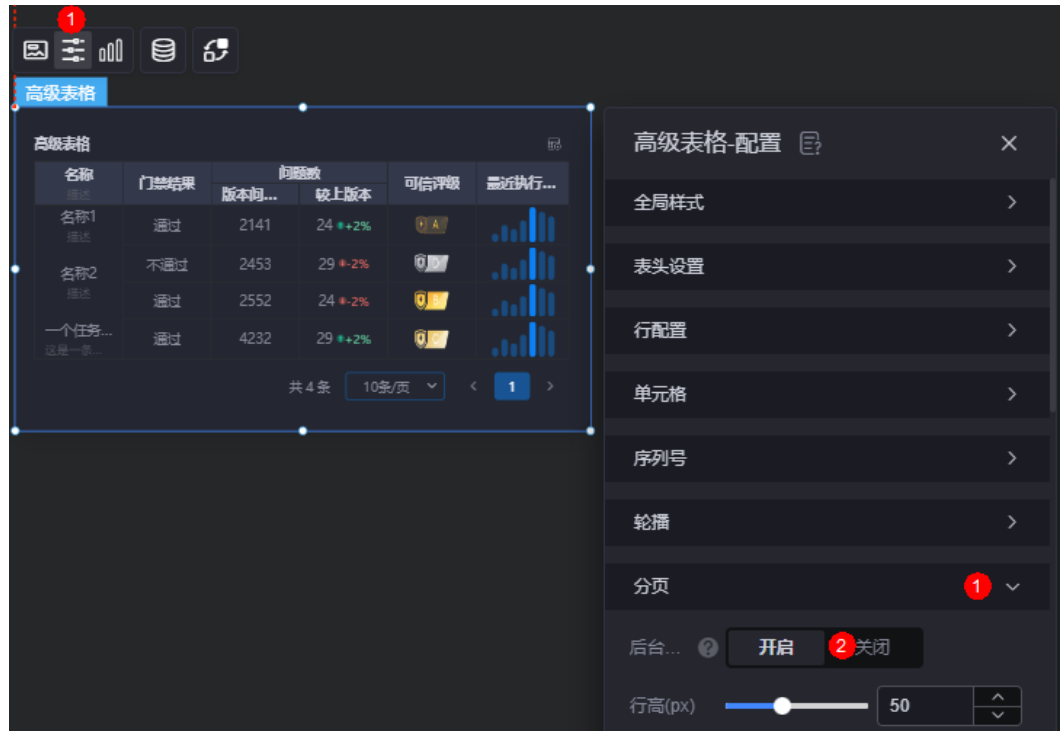 1
高级表格
高级表格
名称
描述
门禁结果
问题数
版本问...
较上版本
可信评级
最近执行...
名称1
描述
通过
2141
24
+2%
A
名称2
描述
不通过
2453
29
-2%
通过
2552
24
-2%
B
一个任务...
这是一条...
通过
4232
29
+2%
C
共 4 条
10条/页
1
高级表格-配置
全局样式
表头设置
行配置
单元格
序列号
轮播
分页
1
后台...
开启
2
关闭
行高(px)
50